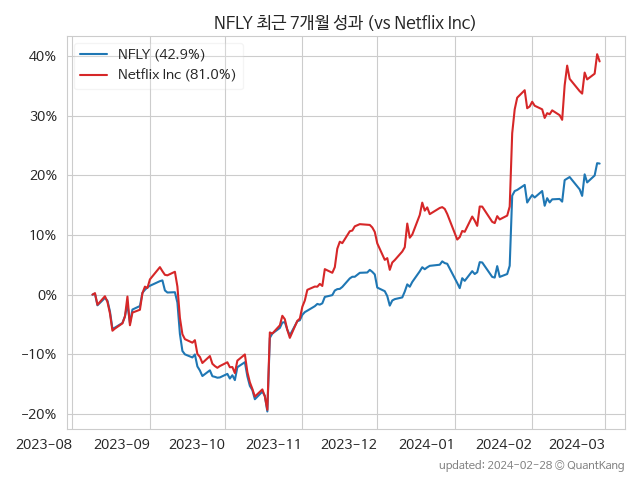 NFLY 최근 7개월 성과 (vs Netflix Inc)
NFLY (42.9%)
Netflix Inc (81.0%)
40%
30%
20%
10%
0%
−10%
−20%
2023-08 2023-09 2023-10 2023-11 2023-12 2024-01 2024-02 2024-03
updated: 2024-02-28 © QuantKang